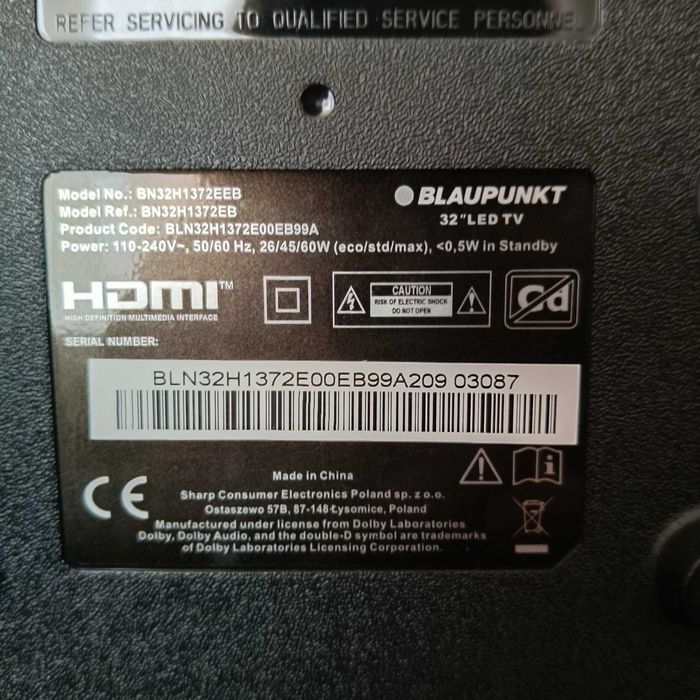 REFER SERVICING TO QUALIFIED SERVICE PERSONNEL
Model No.: BN32H1372EEB
Model Ref.: BN32H1372EB
Product Code: BLN32H1372E00EB99A
Power: 110-240V~, 50/60 Hz, 26/45/60W (eco/std/max), <0,5W in Standby
BLAUPUNKT
32"LED TV
HDMI™
HIGH DEFINITION MULTIMEDIA INTERFACE
CAUTION
RISK OF ELECTRIC SHOCK
DO NOT OPEN
Cd
SERIAL NUMBER:
BLN32H1372E00EB99A209 03087
Made in China
CE
Sharp Consumer Electronics Poland sp. z o.o.
Ostaszewo 57B, 87-148 Łysomice, Poland
Manufactured under license from Dolby Laboratories
Dolby, Dolby Audio, and the double-D symbol are trademarks
of Dolby Laboratories Licensing Corporation.